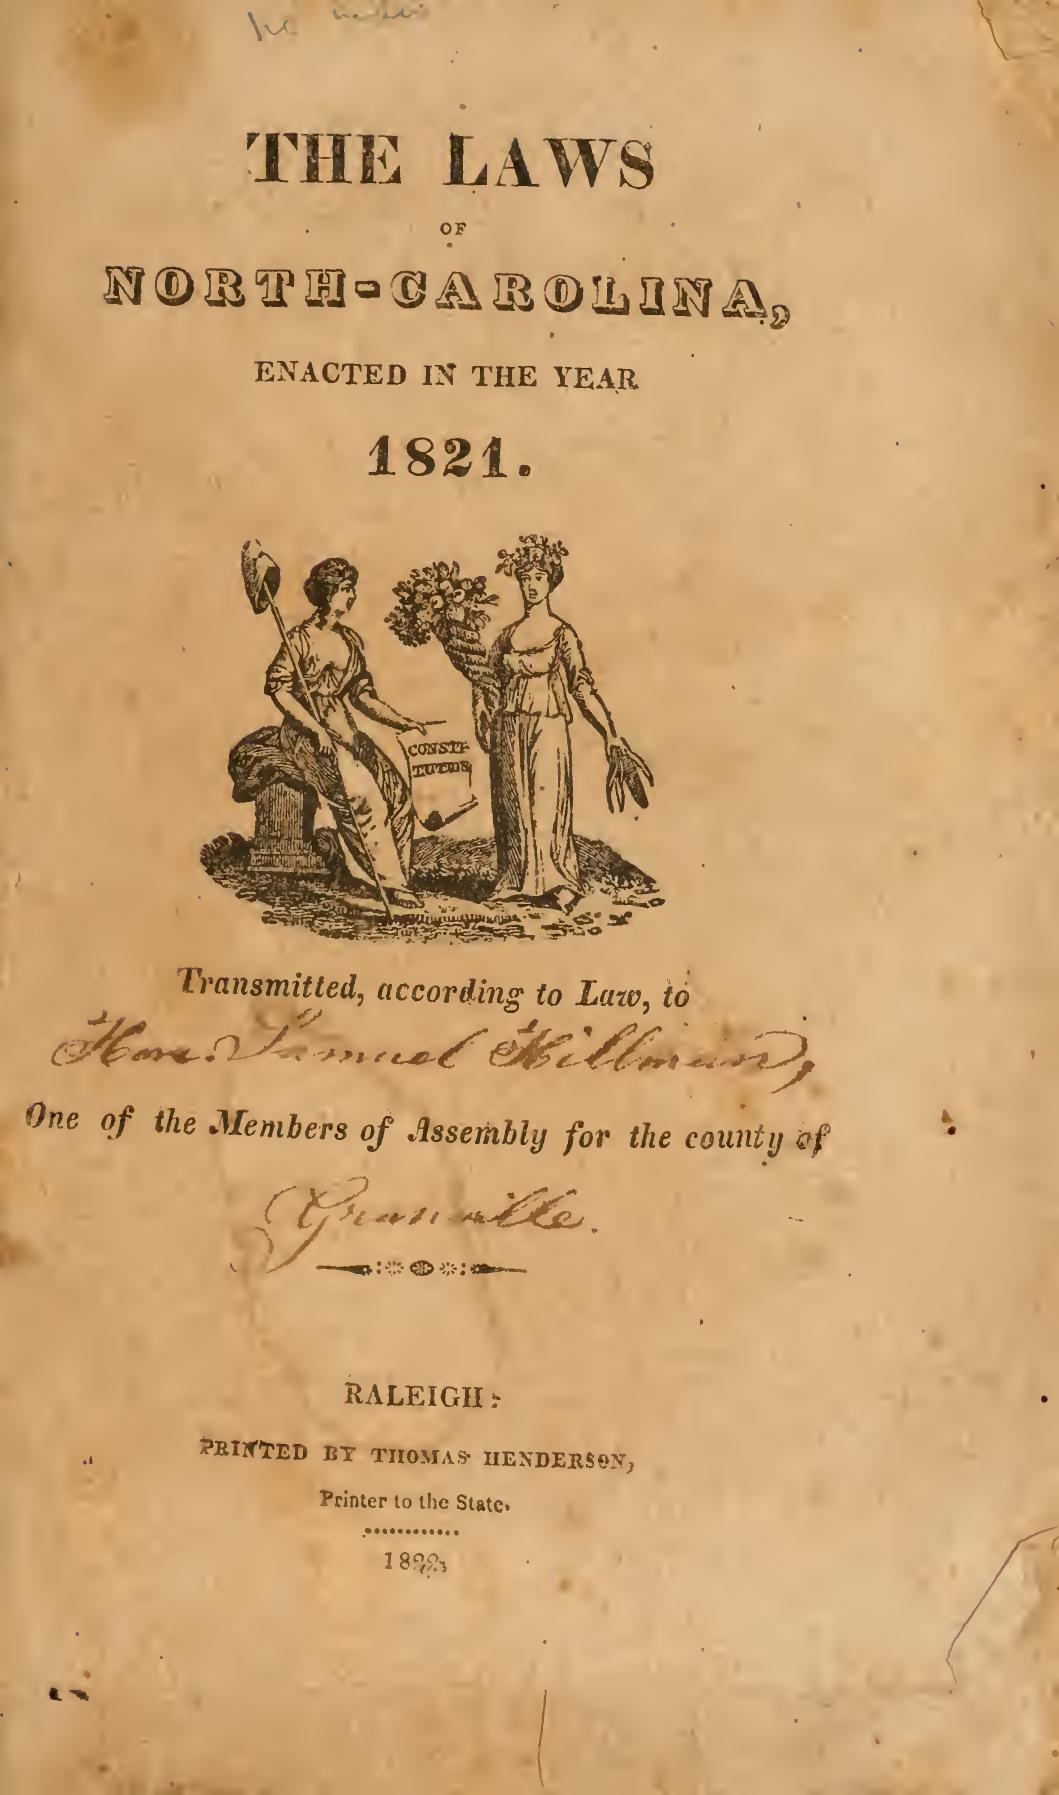 THE LAWS
OF
NORTH-CAROLINA,
ENACTED IN THE YEAR
1821.
CONSTI-
TUTION
Transmitted, according to Law, to
Hon. Samuel Hillman,
One of the Members of Assembly for the county of
Granville.
RALEIGH:
PRINTED BY THOMAS HENDERSON,
Printer to the State.
1822.